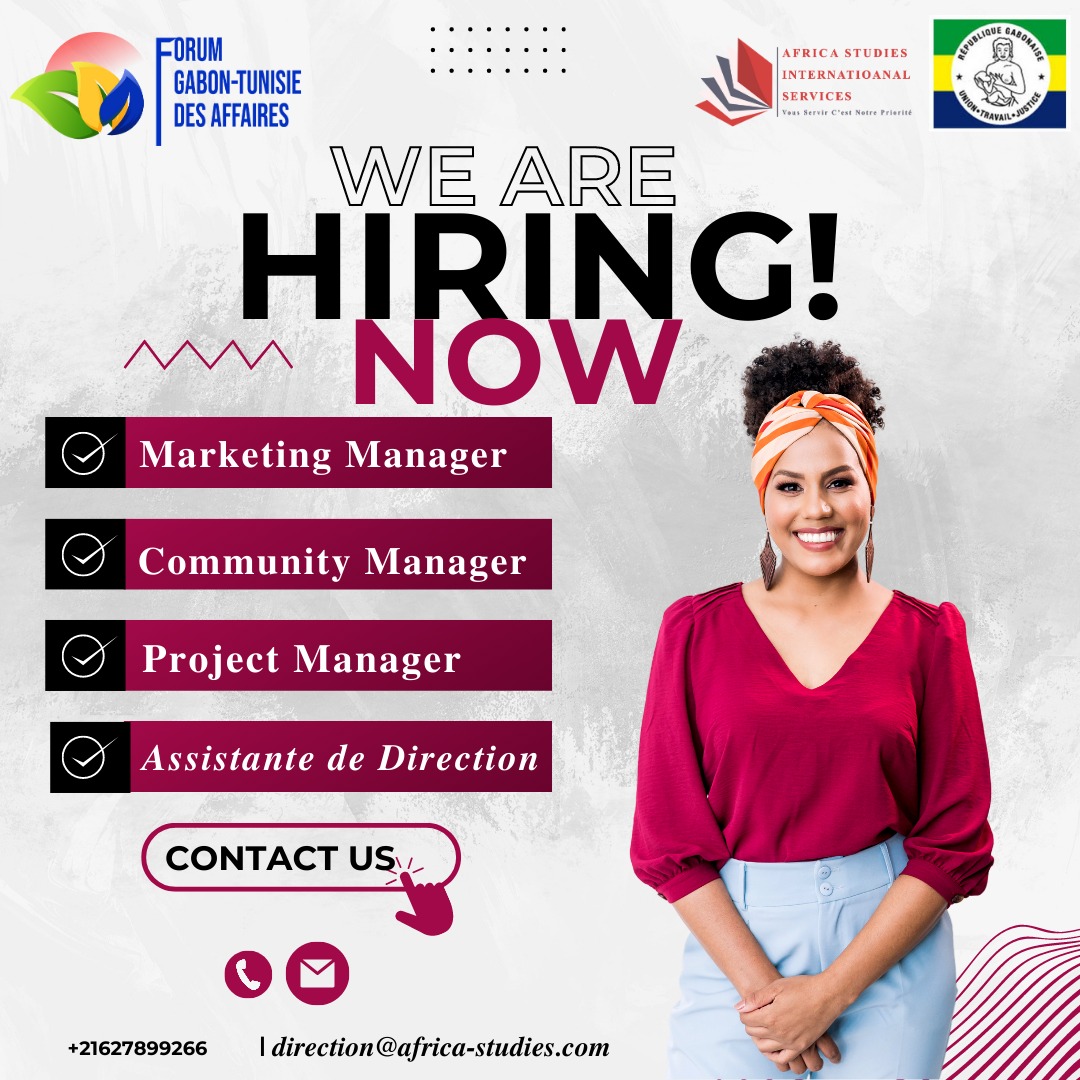 FORUM
GABON-TUNISIE
DES AFFAIRES
AFRICA STUDIES
INTERNATIOANAL
SERVICES
Vous Servir C'est Notre Priorité
RÉPUBLIQUE GABONAISE
UNION•TRAVAIL•JUSTICE
WE ARE
HIRING!
NOW
Marketing Manager
Community Manager
Project Manager
Assistante de Direction
CONTACT US
+21627899266
| direction@africa-studies.com